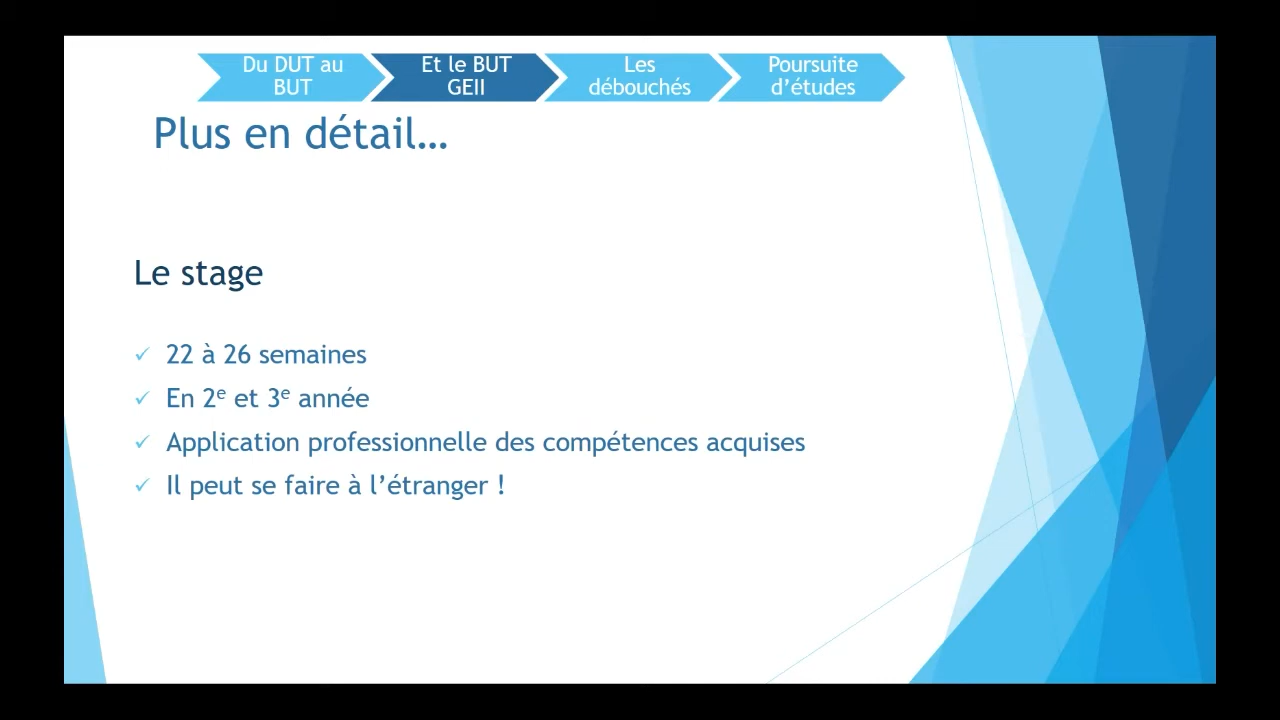 Du DUT au
BUT
Et le BUT
GEII
Les
débouchés
Poursuite
d’études
Plus en détail...
Le stage
✓ 22 à 26 semaines
✓ En 2ᵉ et 3ᵉ année
✓ Application professionnelle des compétences acquises
✓ Il peut se faire à l’étranger !